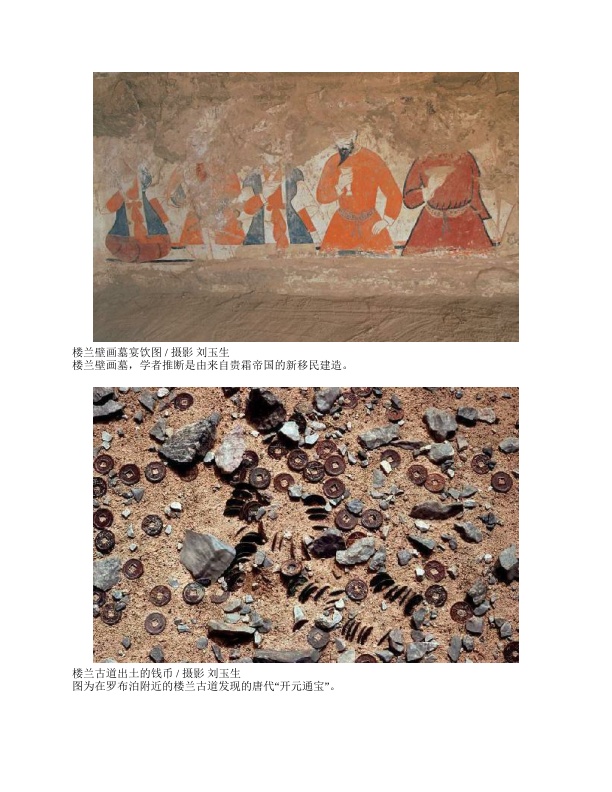 楼兰壁画墓宴饮图 / 摄影 刘玉生
楼兰壁画墓，学者推断是由来自贵霜帝国的新移民建造。
楼兰古道出土的钱币 / 摄影 刘玉生
图为在罗布泊附近的楼兰古道发现的唐代“开元通宝”。